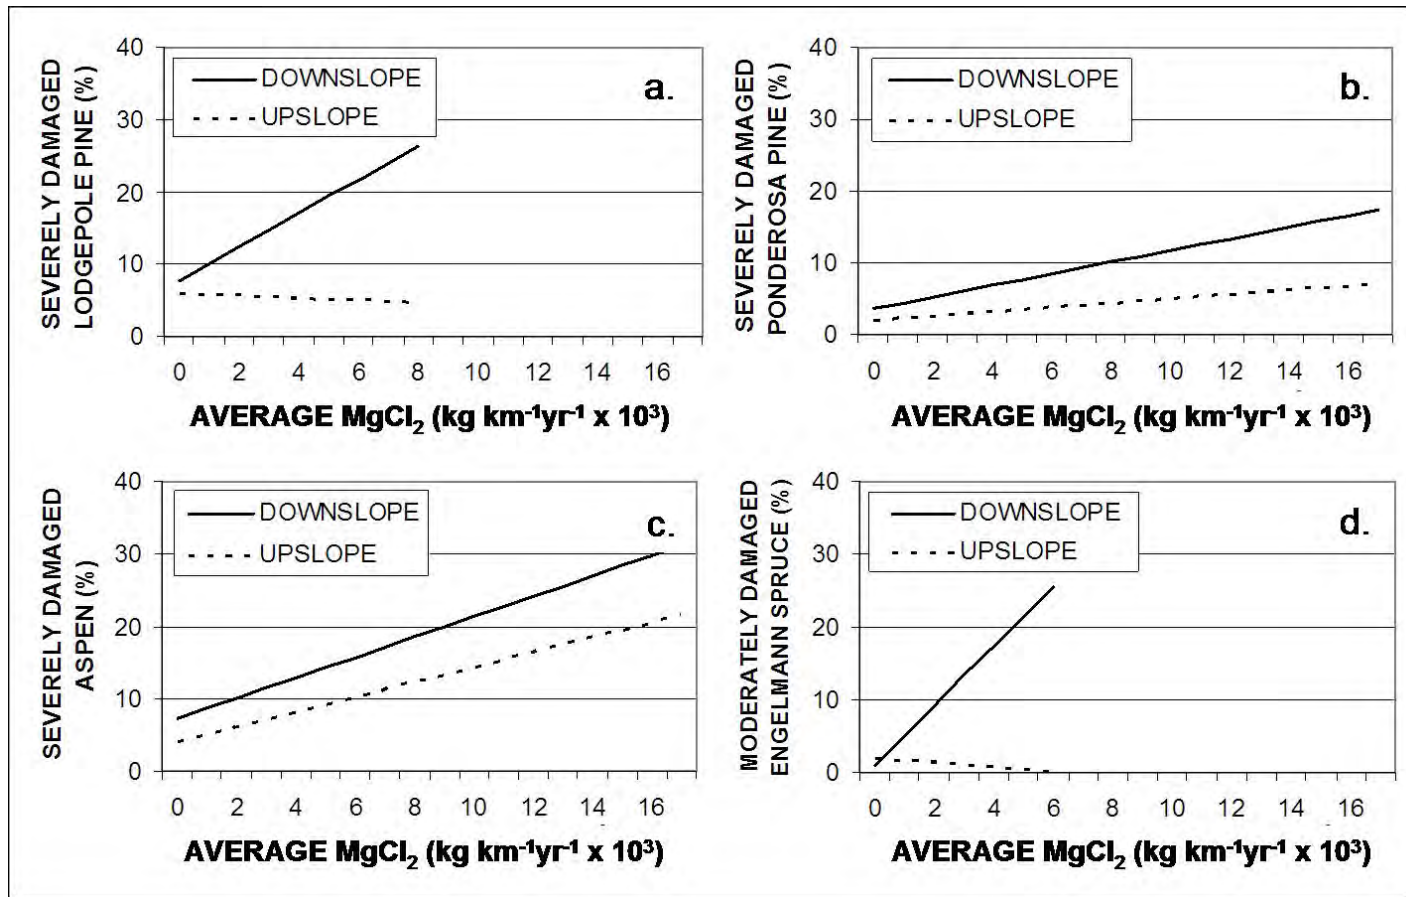 SEVERELY DAMAGED
LODGEPOLE PINE (%)
40
30
20
10
0
DOWNSLOPE
UPSLOPE
a.
0 2 4 6 8 10 12 14 16
AVERAGE MgCl₂ (kg km⁻¹yr⁻¹ x 10³)
SEVERELY DAMAGED
PONDEROSA PINE (%)
40
30
20
10
0
DOWNSLOPE
UPSLOPE
b.
0 2 4 6 8 10 12 14 16
AVERAGE MgCl₂ (kg km⁻¹yr⁻¹ x 10³)
SEVERELY DAMAGED
ASPEN (%)
40
30
20
10
0
DOWNSLOPE
UPSLOPE
c.
0 2 4 6 8 10 12 14 16
AVERAGE MgCl₂ (kg km⁻¹yr⁻¹ x 10³)
MODERATELY DAMAGED
ENGELMANN SPRUCE (%)
40
30
20
10
0
DOWNSLOPE
UPSLOPE
d.
0 2 4 6 8 10 12 14 16
AVERAGE MgCl₂ (kg km⁻¹yr⁻¹ x 10³)